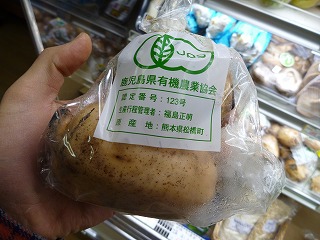 JAS
鹿児島県有機農業協会
認定番号:123号
生産行程管理者:福島正明
原産地:熊本県松橋町